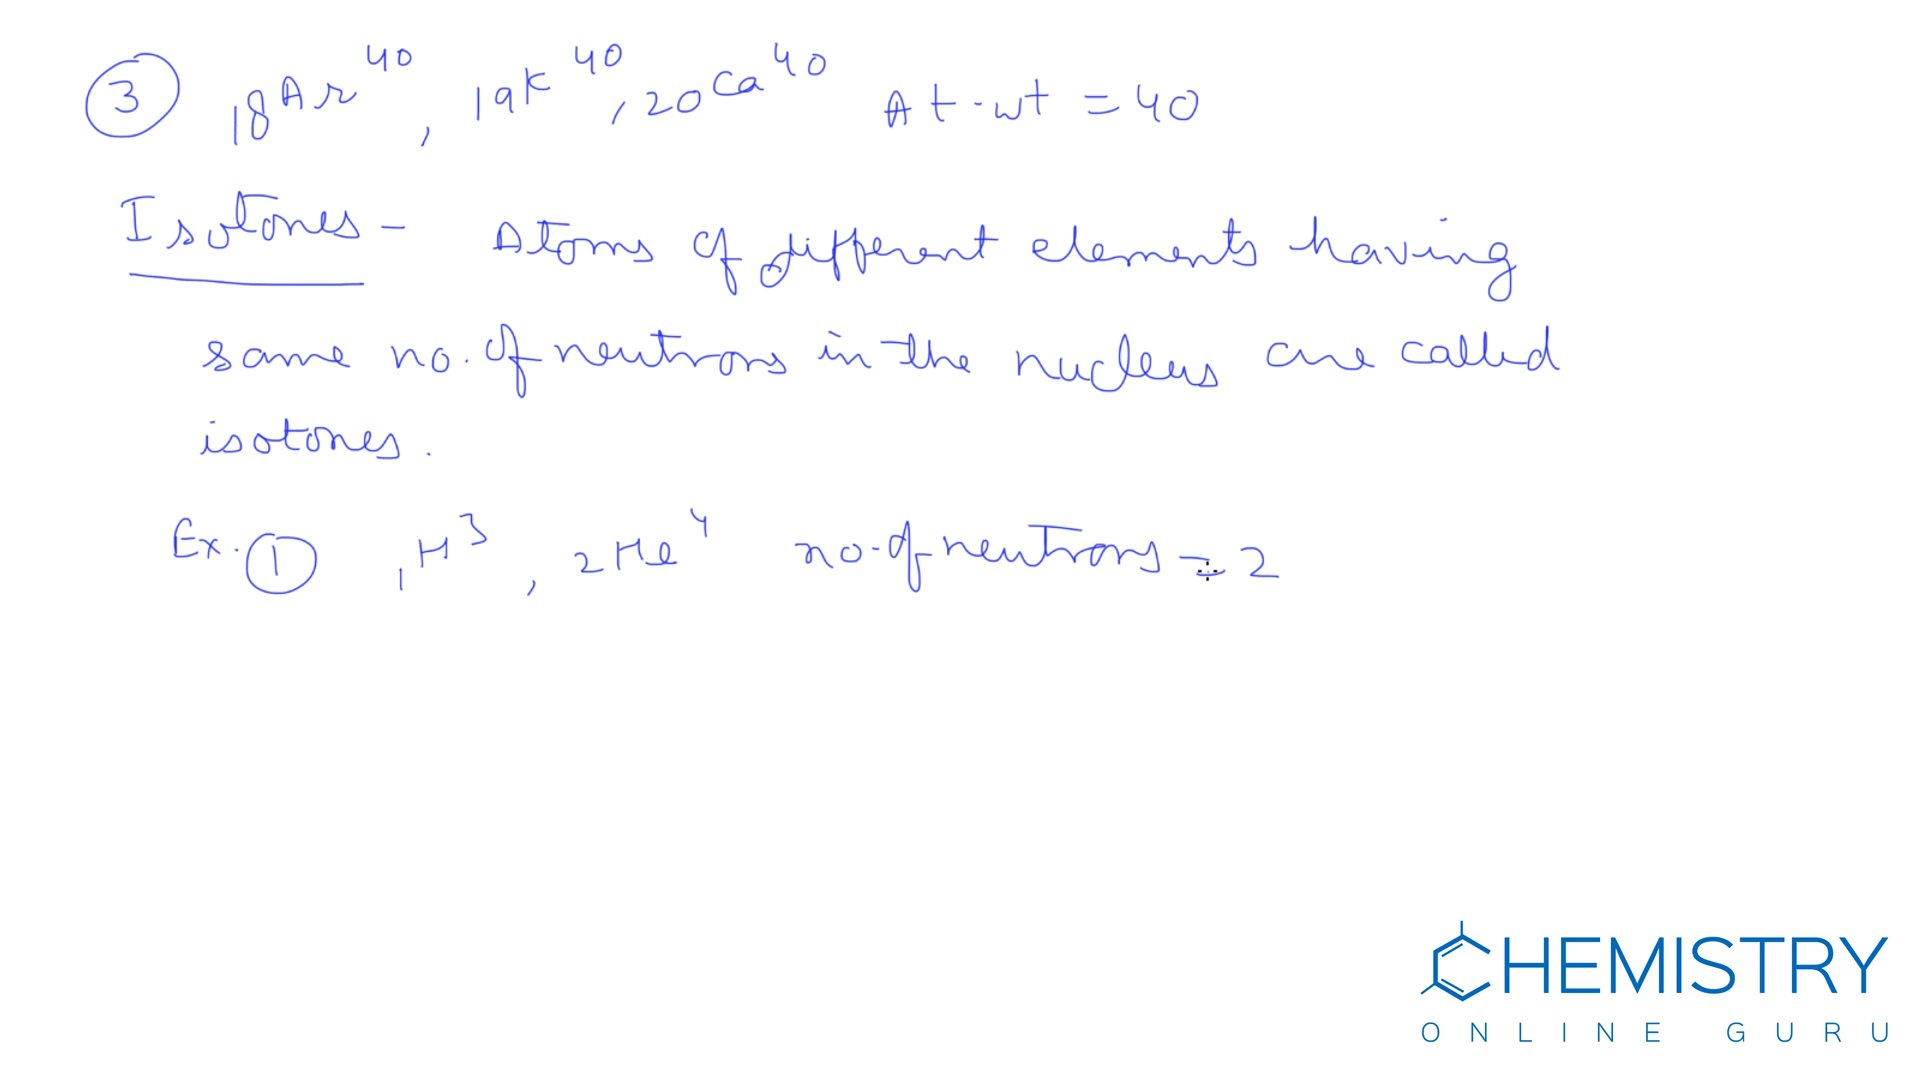 3 18Ar40, 19K40, 20Ca40 At.wt = 40
Isotones - Atoms of different elements having
same no. of neutrons in the nucleus are called
isotones.
Ex. 1 1H3, 2He4 no. of neutrons = 2
CHEMISTRY
ONLINE GURU